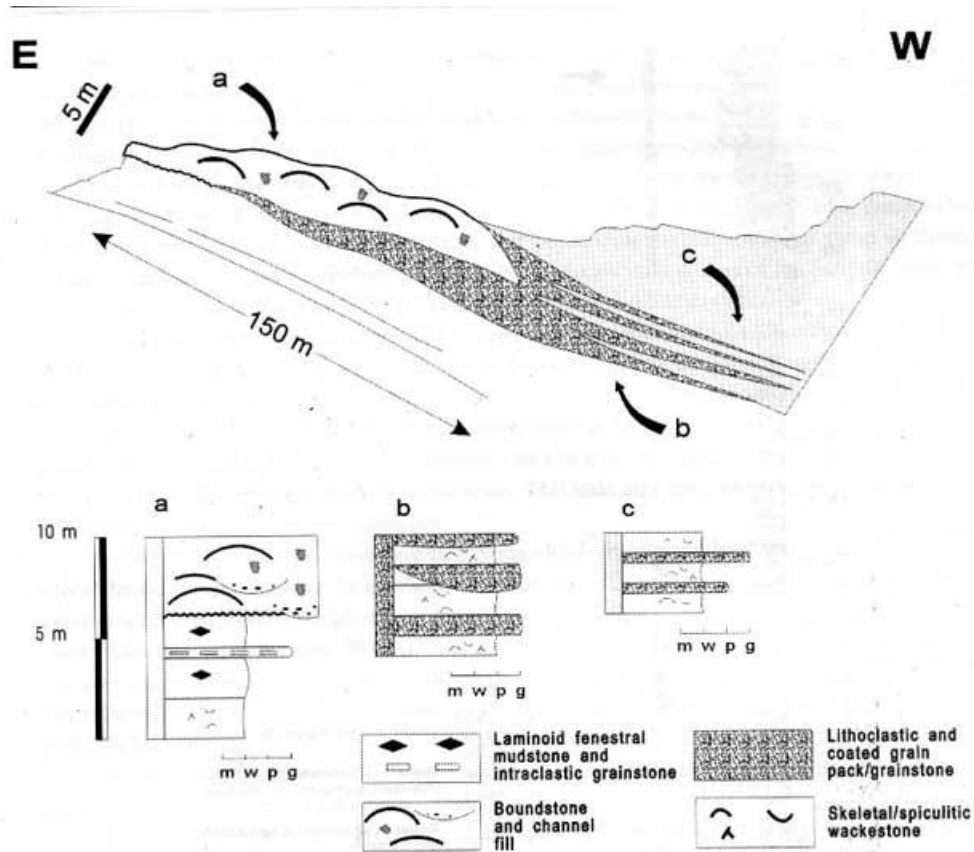 E
W
a
5 m
c
150 m
b
a
b
c
10 m
5 m
m w p g
m w p g
m w p g
Laminoid fenestral
mudstone and
intraclastic grainstone
Lithoclastic and
coated grain
pack/grainstone
Boundstone
and channel
fill
Skeletal/spiculitic
wackestone